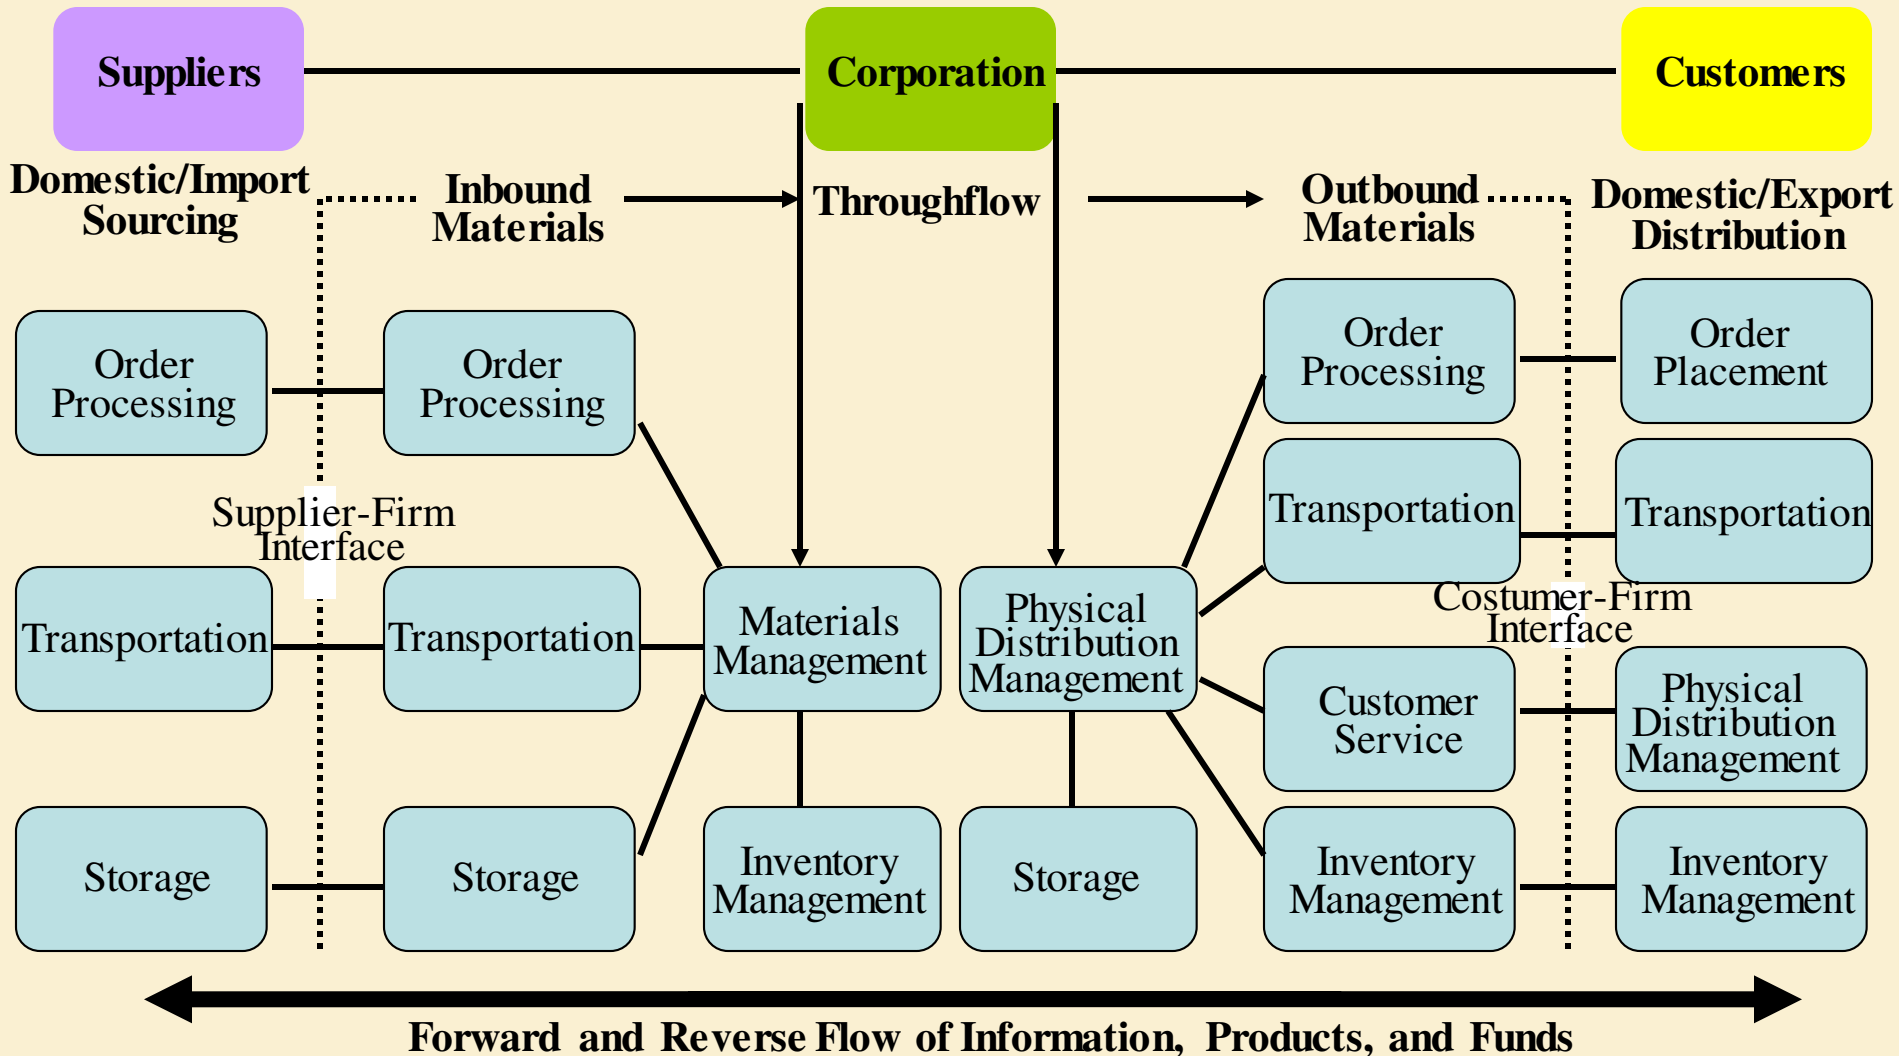 Suppliers
Corporation
Customers
Domestic/Import
Sourcing
Inbound
Materials
Throughflow
Outbound
Materials
Domestic/Export
Distribution
Order
Processing
Order
Processing
Order
Processing
Order
Placement
Supplier-Firm
Interface
Transportation
Transportation
Costumer-Firm
Interface
Transportation
Transportation
Materials
Management
Physical
Distribution
Management
Customer
Service
Physical
Distribution
Management
Storage
Storage
Inventory
Management
Storage
Inventory
Management
Inventory
Management
Forward and Reverse Flow of Information, Products, and Funds